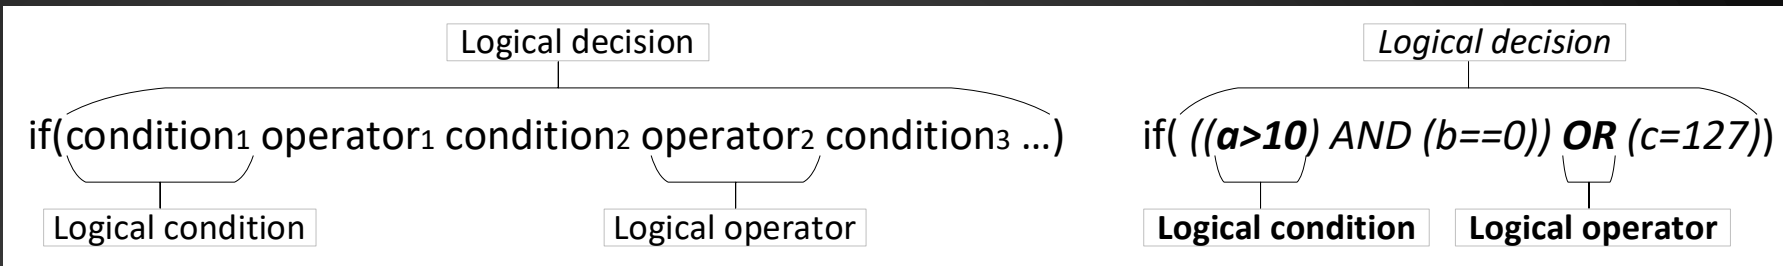 Logical decision
if(condition1 operator1 condition2 operator2 condition3 ...)
Logical condition
Logical operator
Logical decision
if( ((a>10) AND (b==0)) OR (c=127))
Logical condition
Logical operator